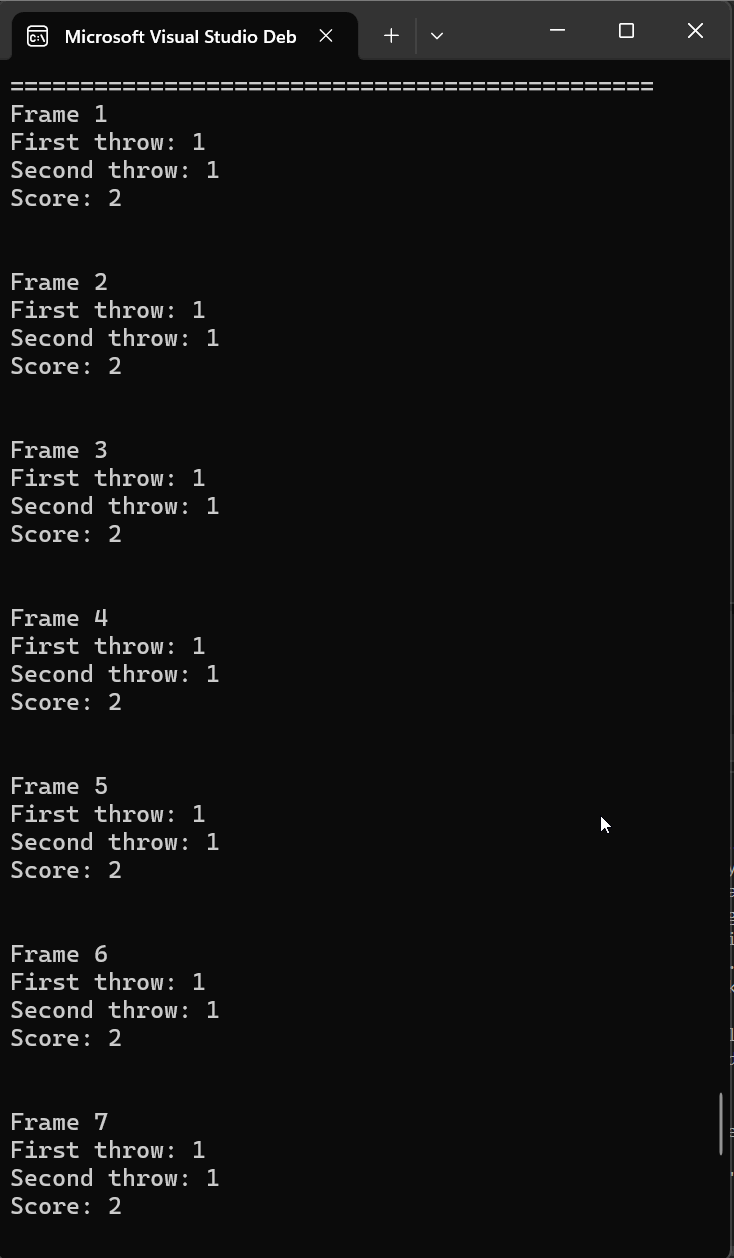 Microsoft Visual Studio Deb
==============================================
Frame 1
First throw: 1
Second throw: 1
Score: 2
Frame 2
First throw: 1
Second throw: 1
Score: 2
Frame 3
First throw: 1
Second throw: 1
Score: 2
Frame 4
First throw: 1
Second throw: 1
Score: 2
Frame 5
First throw: 1
Second throw: 1
Score: 2
Frame 6
First throw: 1
Second throw: 1
Score: 2
Frame 7
First throw: 1
Second throw: 1
Score: 2